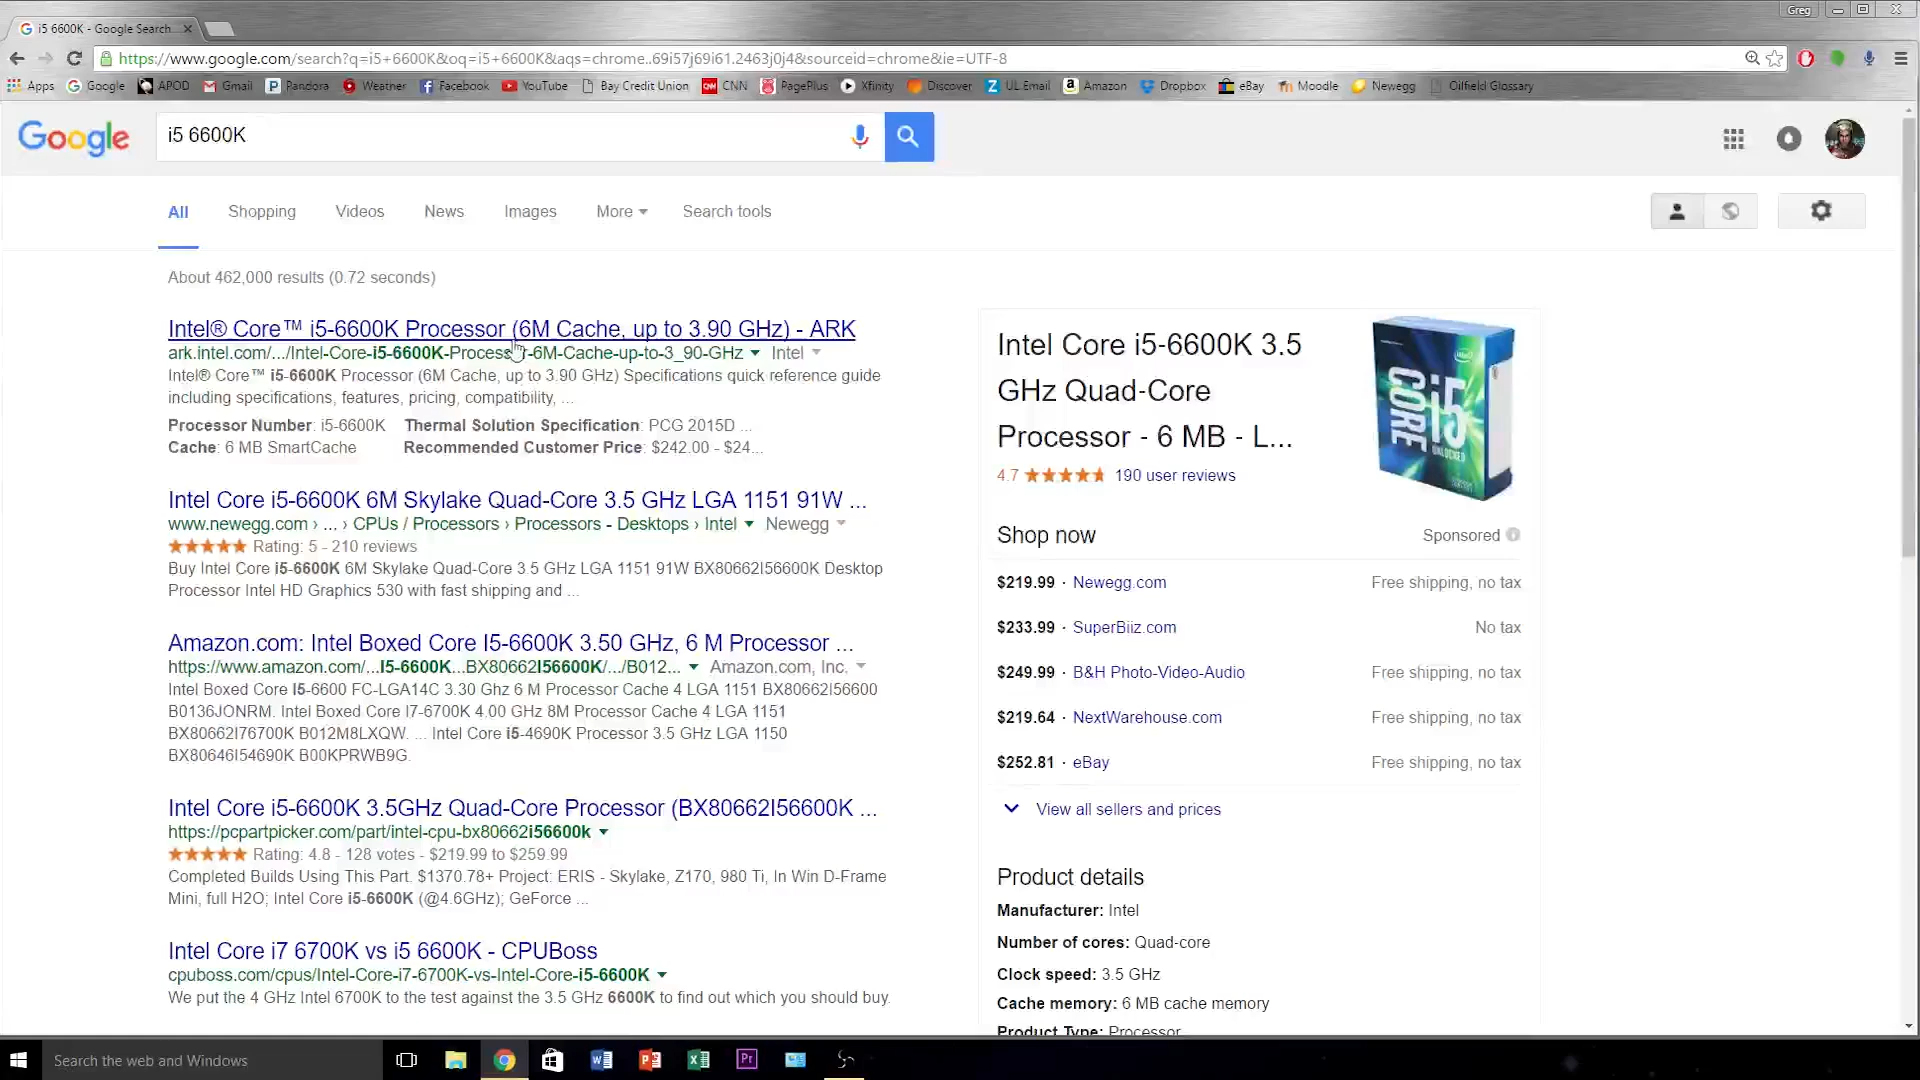 i5 6600K - Google Search
Greg
https://www.google.com/search?q=i5+6600K&oq=i5+6600K&aqs=chrome..69i57j69i61.2463j0j4&sourceid=chrome&ie=UTF-8
Apps Google APOD Gmail Pandora Weather Facebook YouTube Bay Credit Union CNN PagePlus Xfinity Discover UL Email Amazon Dropbox eBay Moodle Newegg Oilfield Glossary
Google i5 6600K
All Shopping Videos News Images More Search tools
About 462,000 results (0.72 seconds)
Intel® Core™ i5-6600K Processor (6M Cache, up to 3.90 GHz) - ARK
ark.intel.com/.../Intel-Core-i5-6600K-Processor-6M-Cache-up-to-3_90-GHz Intel
Intel® Core™ i5-6600K Processor (6M Cache, up to 3.90 GHz) Specifications quick reference guide
including specifications, features, pricing, compatibility, ...
Processor Number: i5-6600K Thermal Solution Specification: PCG 2015D ...
Cache: 6 MB SmartCache Recommended Customer Price: $242.00 - $24...
Intel Core i5-6600K 6M Skylake Quad-Core 3.5 GHz LGA 1151 91W ...
www.newegg.com › ... › CPUs / Processors › Processors - Desktops › Intel Newegg
Rating: 5 - 210 reviews
Buy Intel Core i5-6600K 6M Skylake Quad-Core 3.5 GHz LGA 1151 91W BX80662I56600K Desktop
Processor Intel HD Graphics 530 with fast shipping and ...
Amazon.com: Intel Boxed Core I5-6600K 3.50 GHz, 6 M Processor ...
https://www.amazon.com/...I5-6600K...BX80662I56600K/.../B012... Amazon.com, Inc.
Intel Boxed Core I5-6600 FC-LGA14C 3.30 Ghz 6 M Processor Cache 4 LGA 1151 BX80662I56600
B0136JONRM. Intel Boxed Core I7-6700K 4.00 GHz 8M Processor Cache 4 LGA 1151
BX80662I76700K B012M8LXQW. ... Intel Core i5-4690K Processor 3.5 GHz LGA 1150
BX80646I54690K B00KPRWB9G.
Intel Core i5-6600K 3.5GHz Quad-Core Processor (BX80662I56600K ...
https://pcpartpicker.com/part/intel-cpu-bx80662i56600k
Rating: 4.8 - 128 votes - $219.99 to $259.99
Completed Builds Using This Part. $1370.78+ Project: ERIS - Skylake, Z170, 980 Ti, In Win D-Frame
Mini, full H2O; Intel Core i5-6600K (@4.6GHz); GeForce ...
Intel Core i7 6700K vs i5 6600K - CPUBoss
cpuboss.com/cpus/Intel-Core-i7-6700K-vs-Intel-Core-i5-6600K
We put the 4 GHz Intel 6700K to the test against the 3.5 GHz 6600K to find out which you should buy.
Intel Core i5-6600K 3.5
GHz Quad-Core
Processor - 6 MB - L...
4.7 190 user reviews
intel
CORE i5
UNLOCKED
Shop now Sponsored
$219.99 · Newegg.com Free shipping, no tax
$233.99 · SuperBiiz.com No tax
$249.99 · B&H Photo-Video-Audio Free shipping, no tax
$219.64 · NextWarehouse.com Free shipping, no tax
$252.81 · eBay Free shipping, no tax
View all sellers and prices
Product details
Manufacturer: Intel
Number of cores: Quad-core
Clock speed: 3.5 GHz
Cache memory: 6 MB cache memory
Product Type: Processor
Search the web and Windows